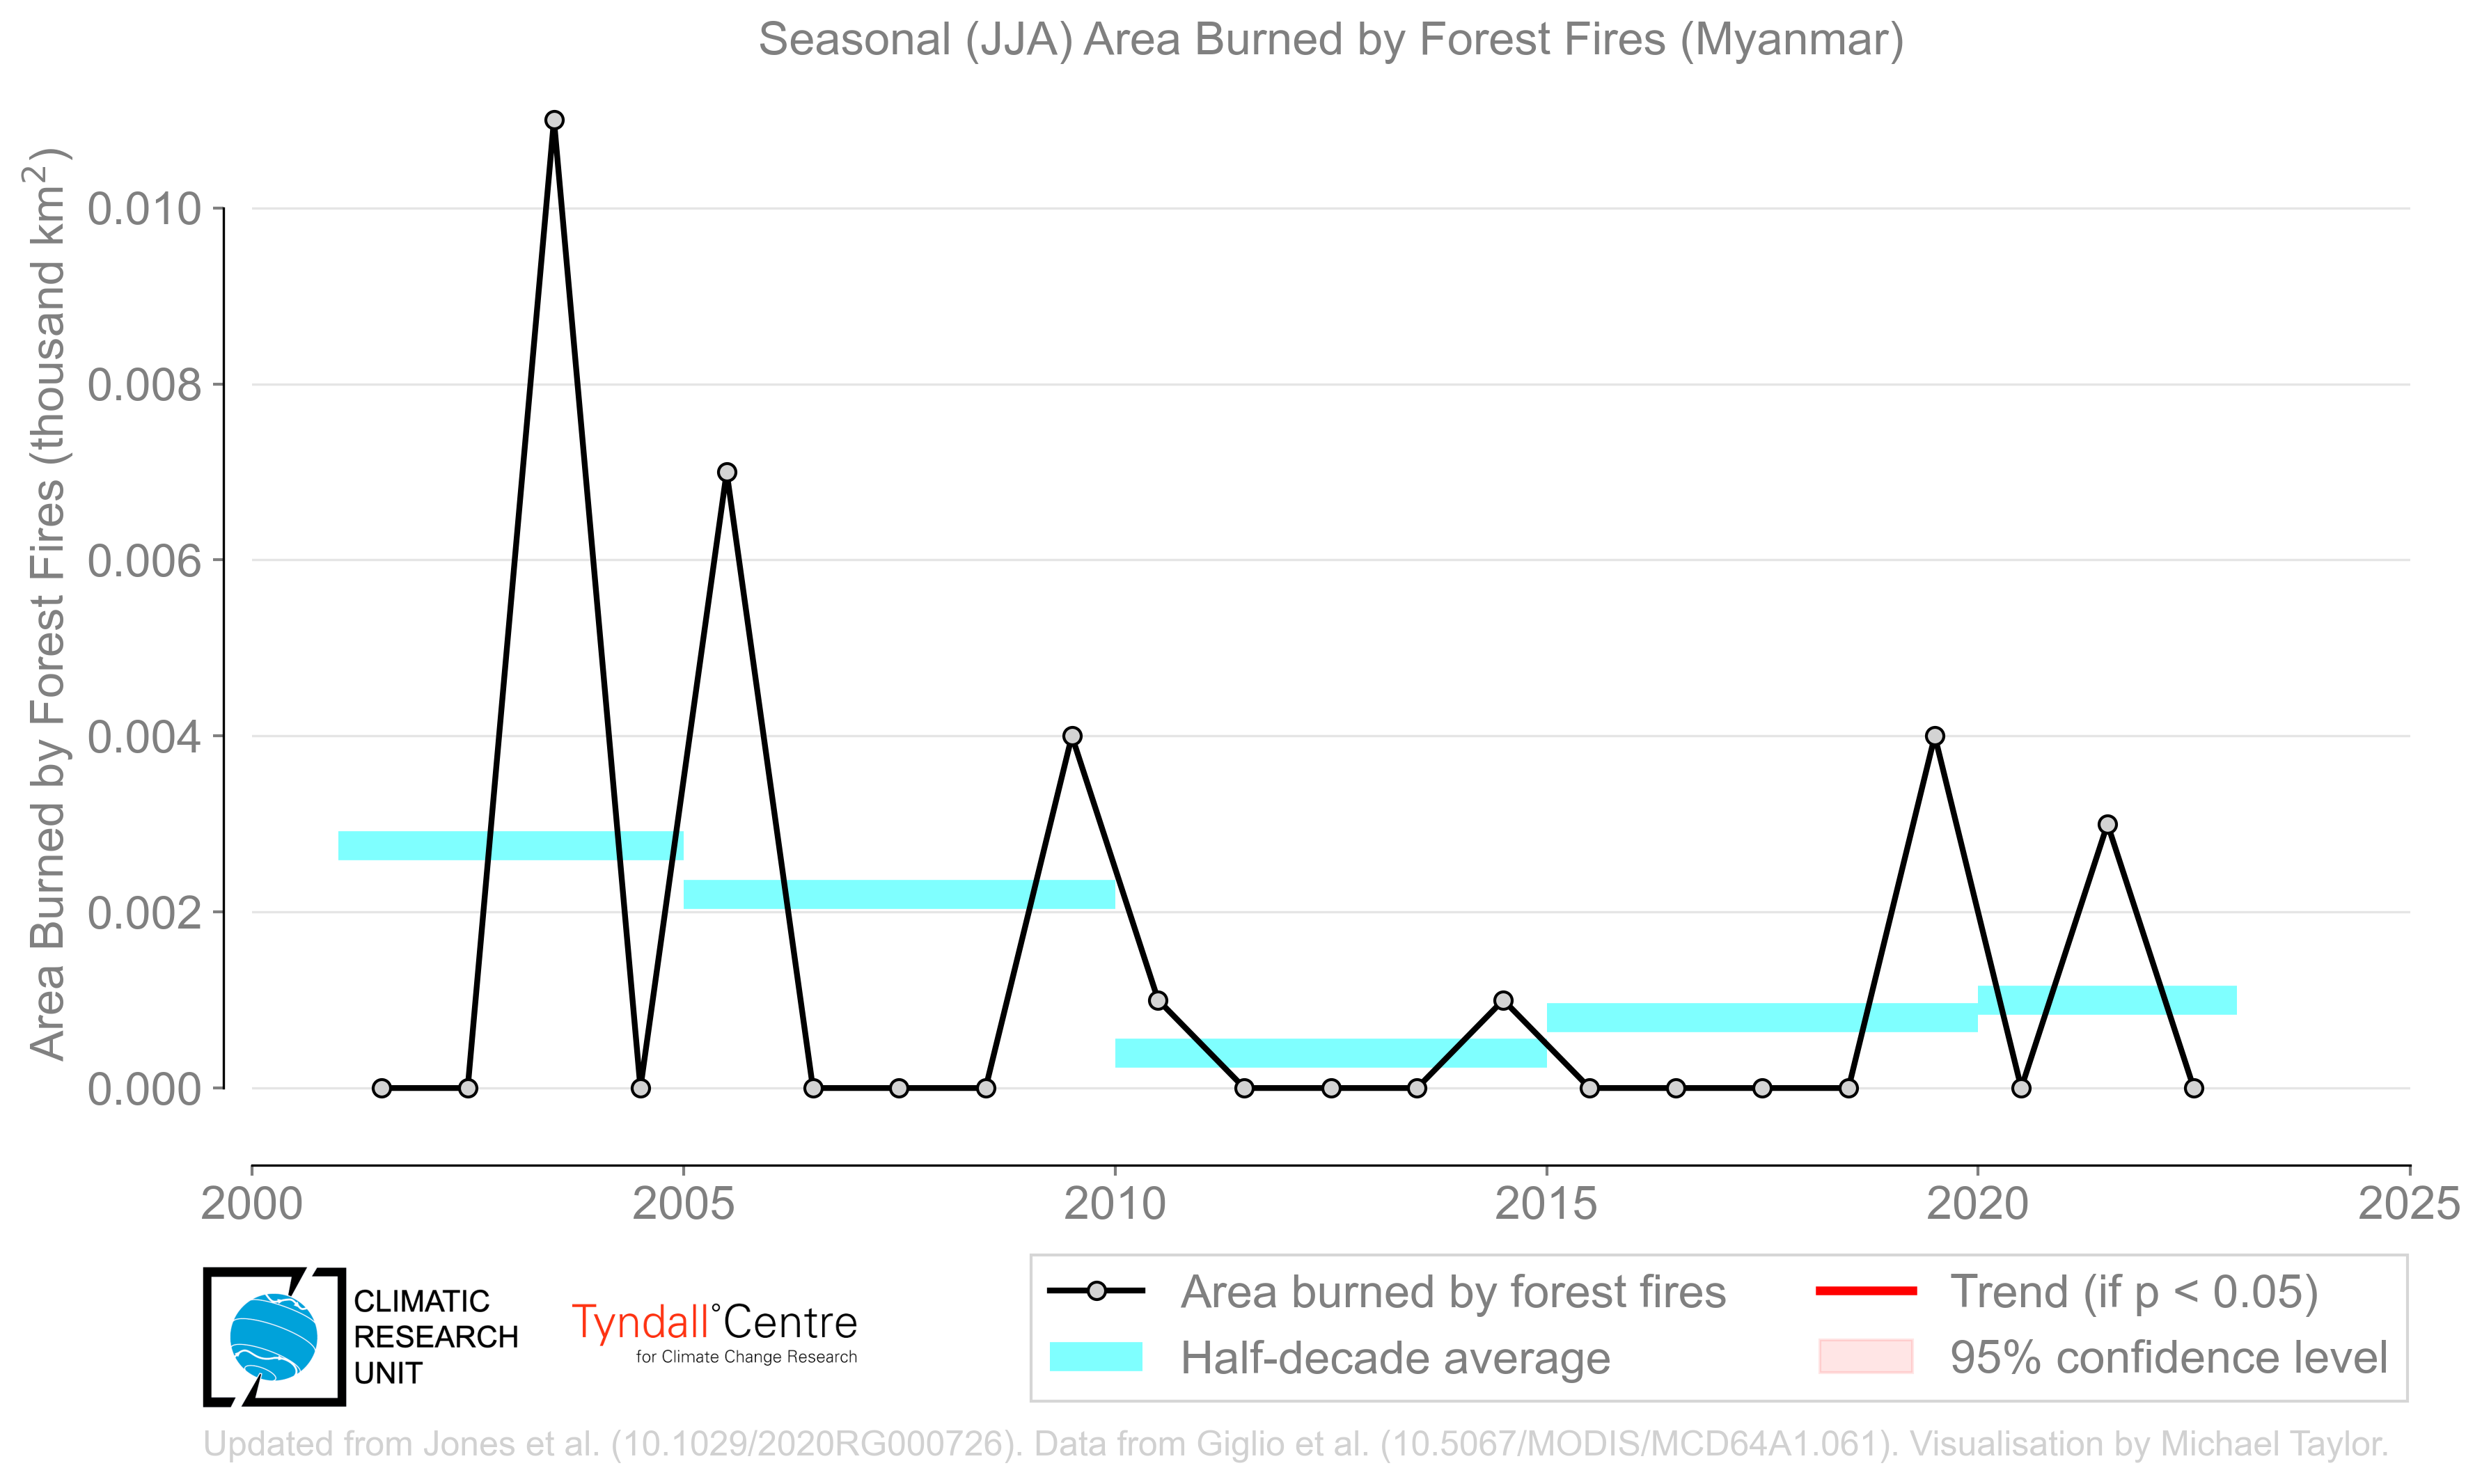 Seasonal (JJA) Area Burned by Forest Fires (Myanmar)
Area Burned by Forest Fires (thousand km²)
0.010
0.008
0.006
0.004
0.002
0.000
2000
2005
2010
2015
2020
2025
CLIMATIC
RESEARCH
UNIT
Tyndall°Centre
for Climate Change Research
Area burned by forest fires
Half-decade average
Trend (if p < 0.05)
95% confidence level
Updated from Jones et al. (10.1029/2020RG000726). Data from Giglio et al. (10.5067/MODIS/MCD64A1.061). Visualisation by Michael Taylor.